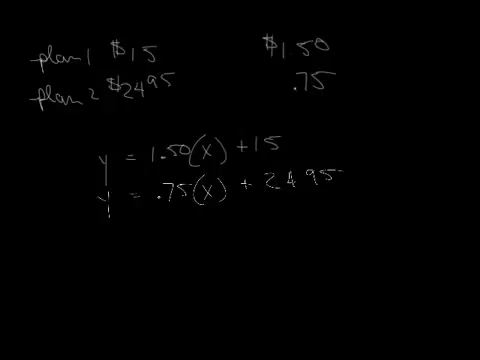 plan 1 $15 $1.50
plan 2 $24.95 .75
y = 1.50(x) + 15
y = .75(x) + 24.95